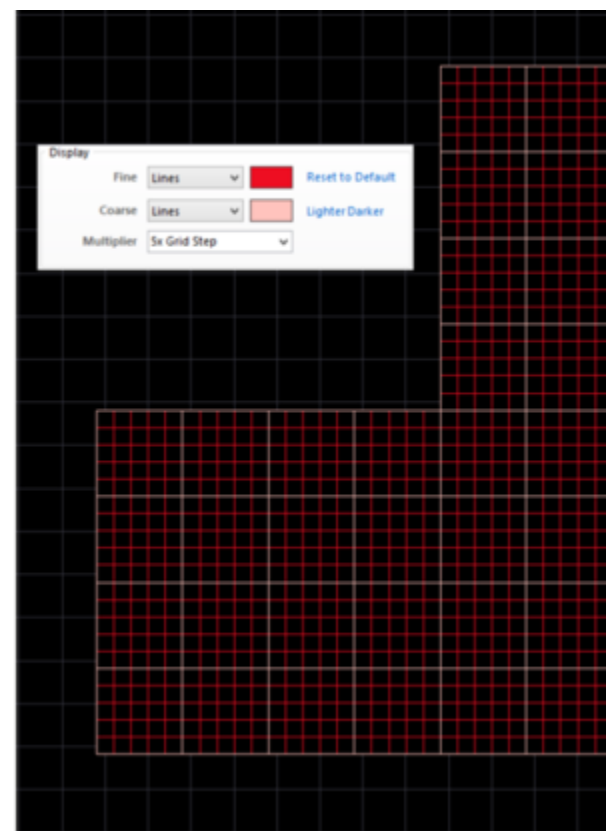 Display
Fine Lines Reset to Default
Coarse Lines Lighter Darker
Multiplier 5x Grid Step